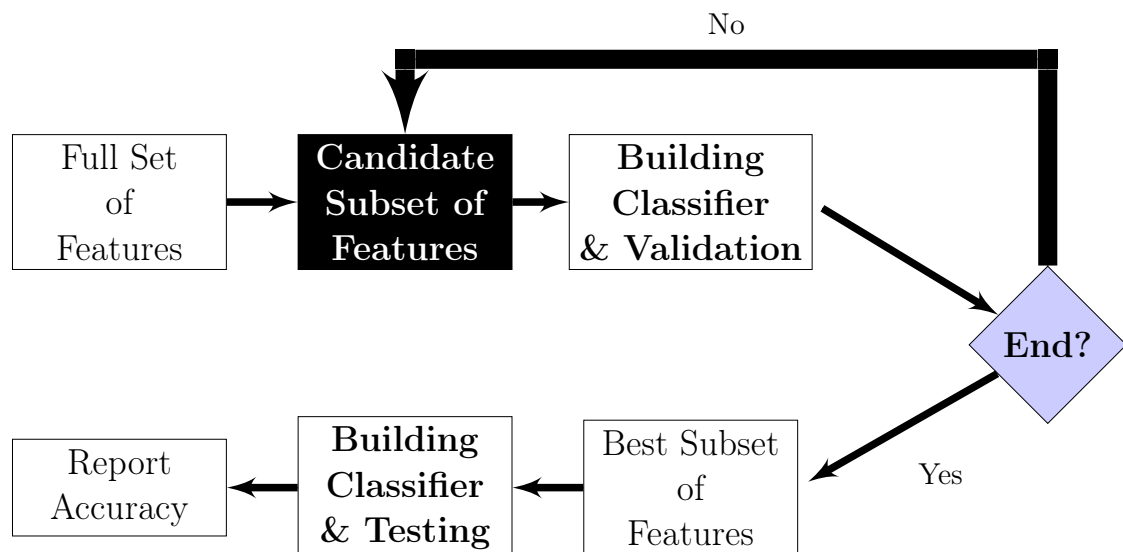 No
Full Set
of
Features
Candidate
Subset of
Features
Building
Classifier
& Validation
End?
Yes
Best Subset
of
Features
Building
Classifier
& Testing
Report
Accuracy